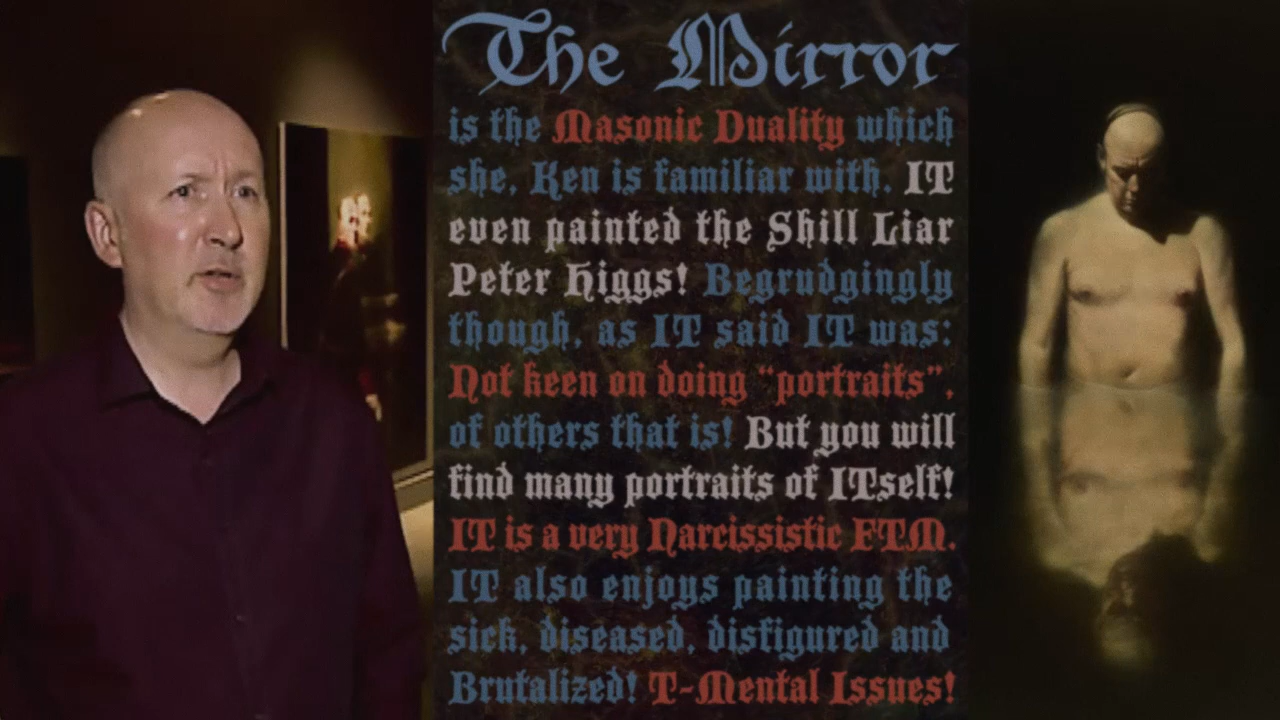 The Mirror
is the Masonic Duality which
she, Ken is familiar with. IT
even painted the Shill Liar
Peter Higgs! Begrudgingly
though, as IT said IT was:
Not keen on doing “portraits”,
of others that is! But you will
find many portraits of ITself!
IT is a very Narcissistic FTM.
IT also enjoys painting the
sick, diseased, disfigured and
Brutalized! T-Mental Issues!